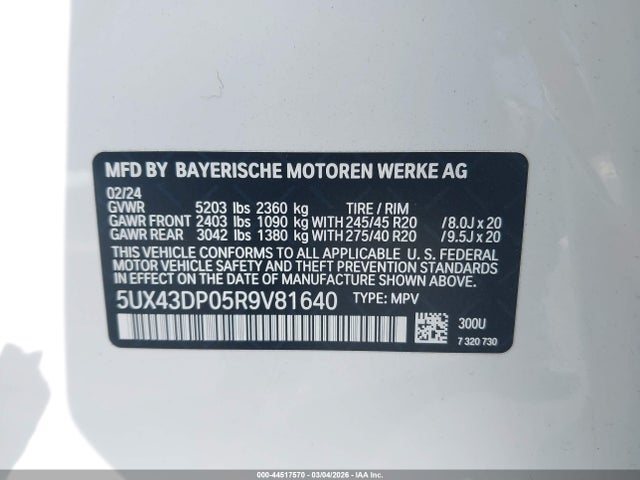 MFD BY BAYERISCHE MOTOREN WERKE AG
02/24
GVWR 5203 lbs 2360 kg TIRE / RIM
GAWR FRONT 2403 lbs 1090 kg WITH 245/45 R20 / 8.0J x 20
GAWR REAR 3042 lbs 1380 kg WITH 275/40 R20 / 9.5J x 20
THIS VEHICLE CONFORMS TO ALL APPLICABLE U. S. FEDERAL
MOTOR VEHICLE SAFETY AND THEFT PREVENTION STANDARDS
IN EFFECT ON THE DATE OF MANUFACTURE SHOWN ABOVE.
5UX43DP05R9V81640 TYPE: MPV
300U
7 320 730
000-44517570 - 03/04/2026 - IAA, Inc.